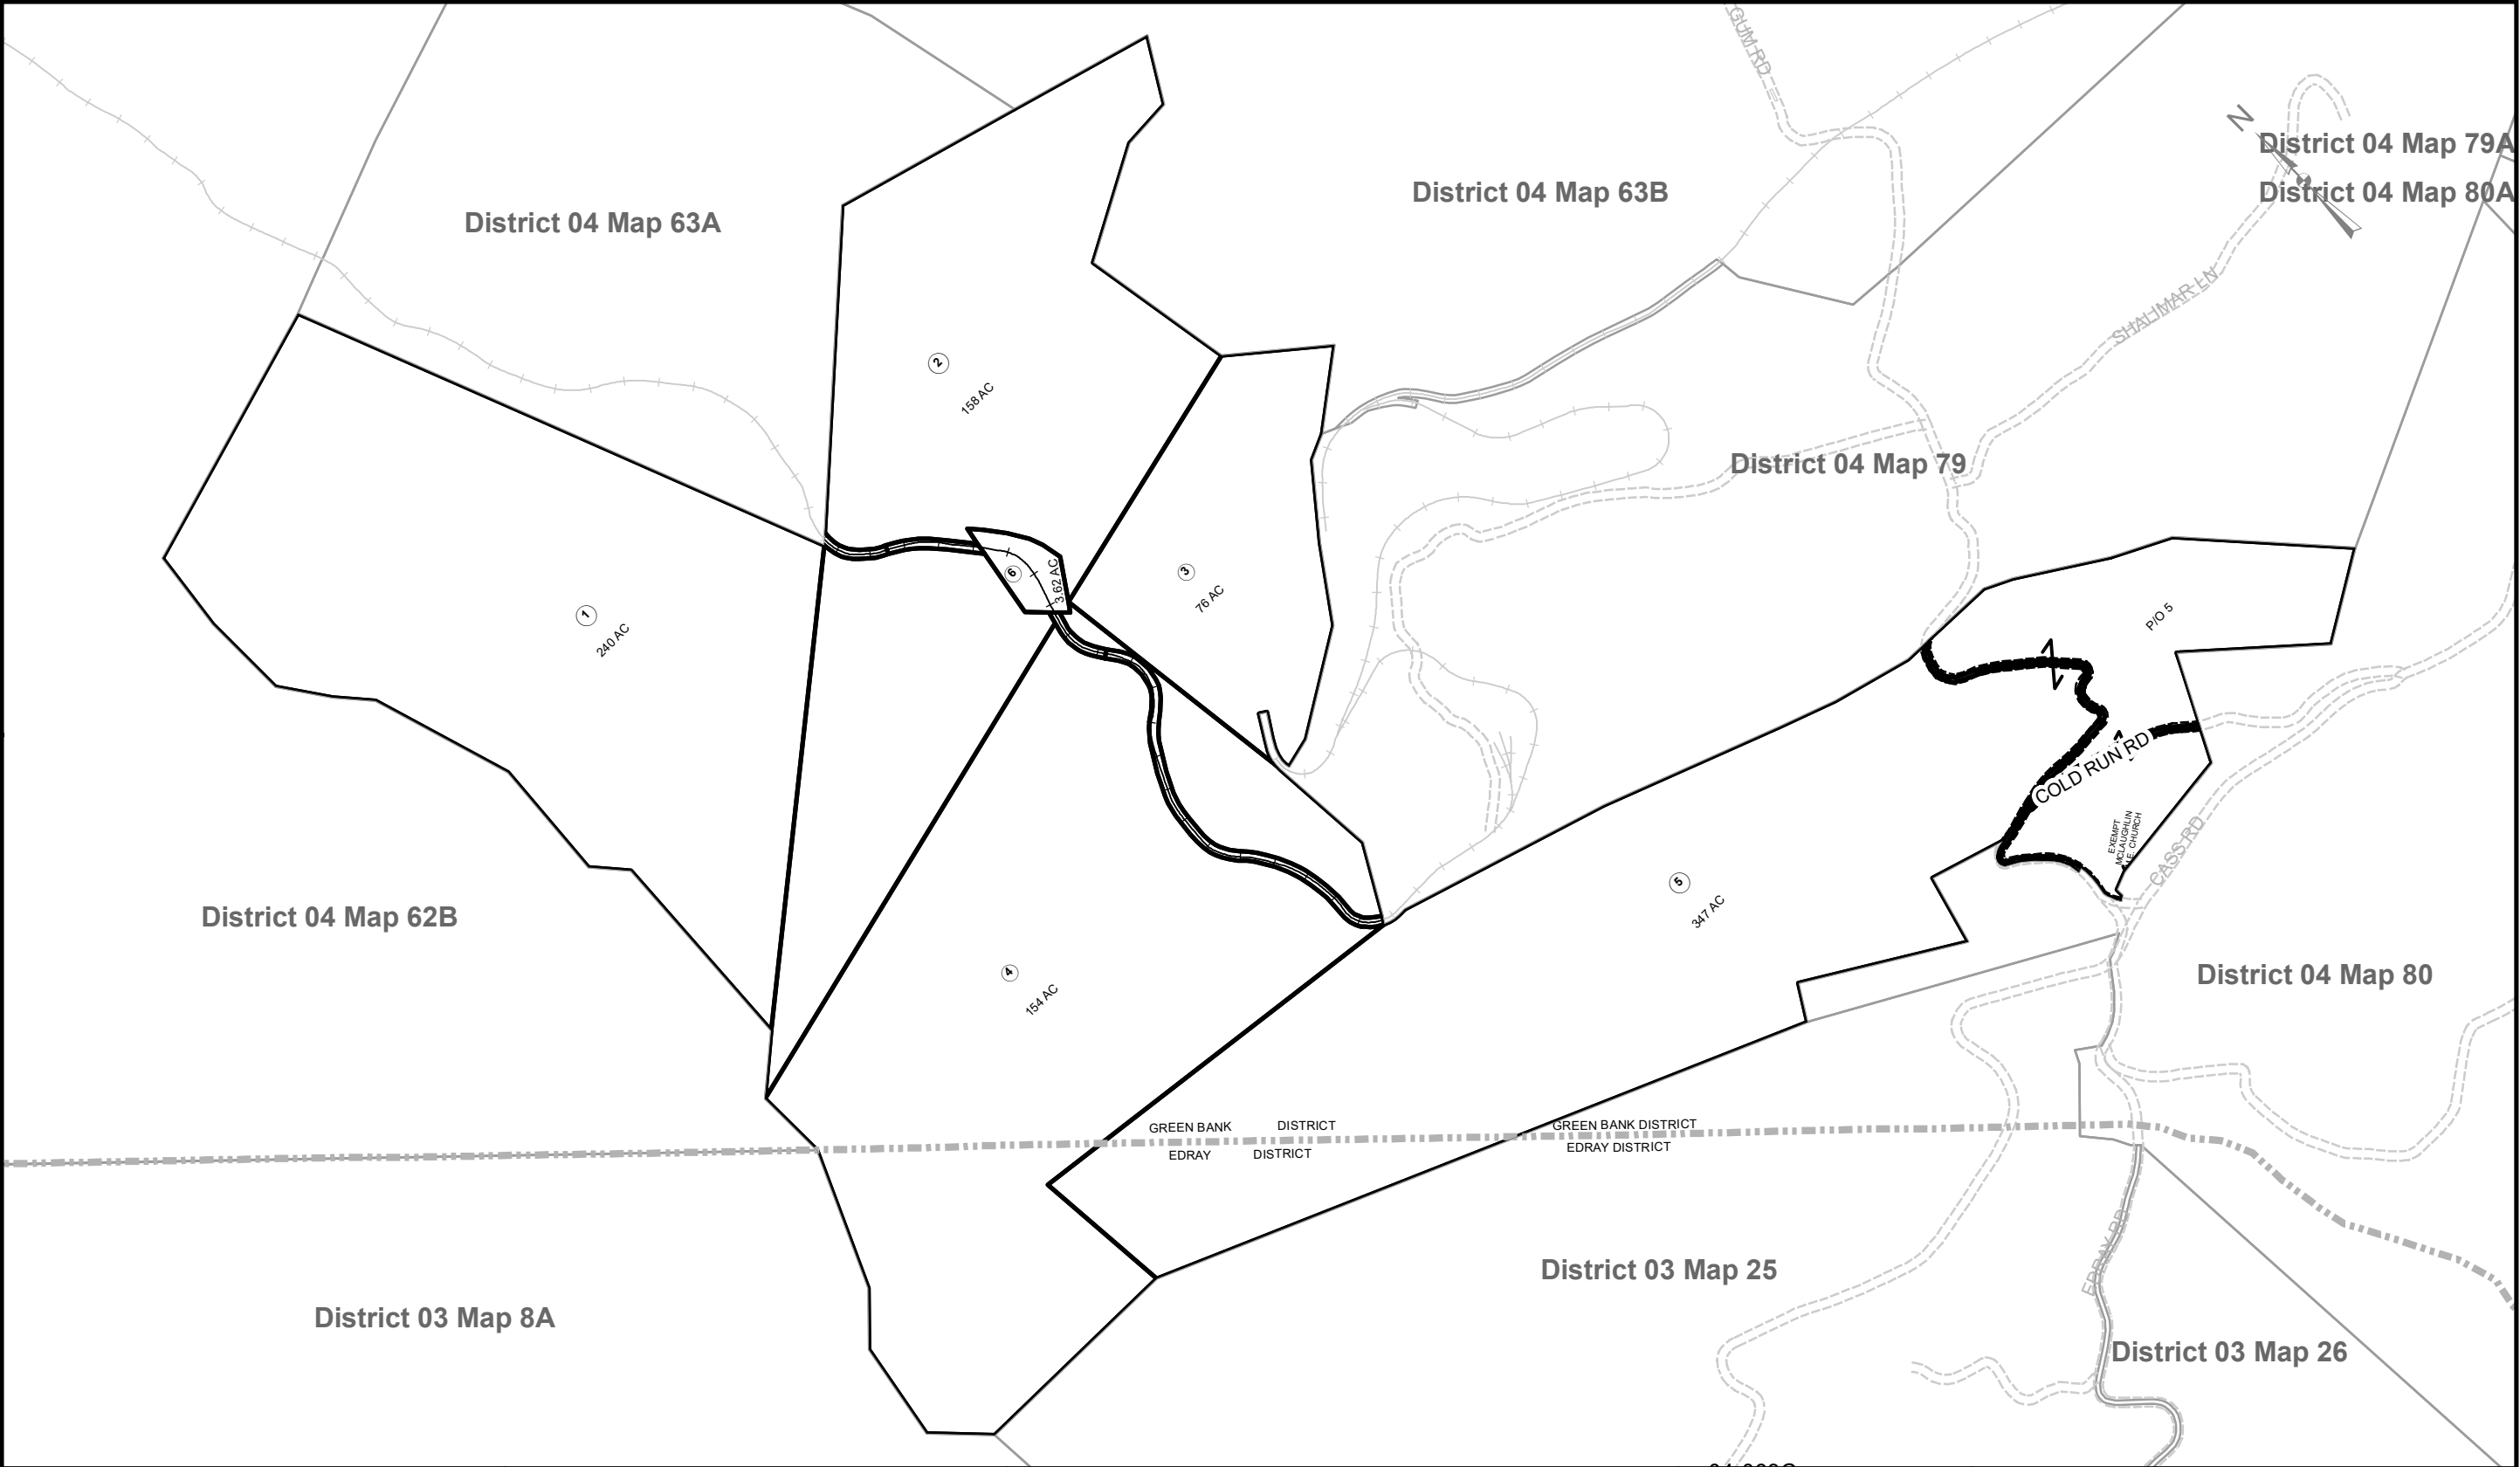 GUM RD
N
District 04 Map 79A
District 04 Map 63B
District 04 Map 80A
District 04 Map 63A
SHALIMAR LN
2
158 AC
District 04 Map 79
6
3.62 AC
3
76 AC
1
240 AC
P/O 5
COLD RUN RD
EXEMPT
MCLAUGHLIN
M.E. CHURCH
CASS RD
5
347 AC
District 04 Map 62B
4
154 AC
District 04 Map 80
GREEN BANK DISTRICT
GREEN BANK DISTRICT
EDRAY DISTRICT
EDRAY DISTRICT
District 03 Map 25
EDRAY RD
District 03 Map 8A
District 03 Map 26